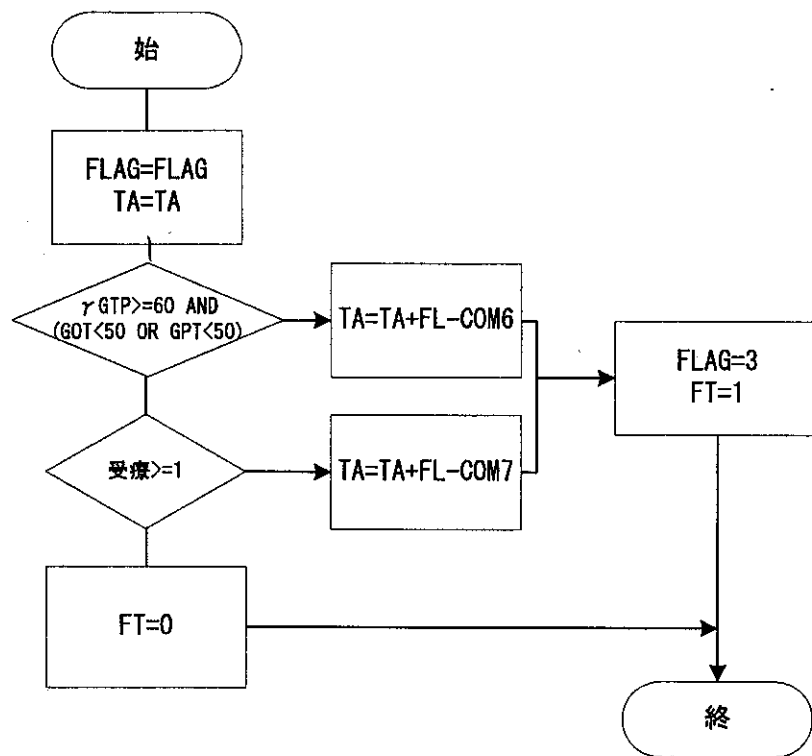 始
FLAG=FLAG
TA=TA
γGTP>=60 AND
(GOT<50 OR GPT<50)
TA=TA+FL-COM6
FLAG=3
FT=1
受療>=1
TA=TA+FL-COM7
FT=0
終